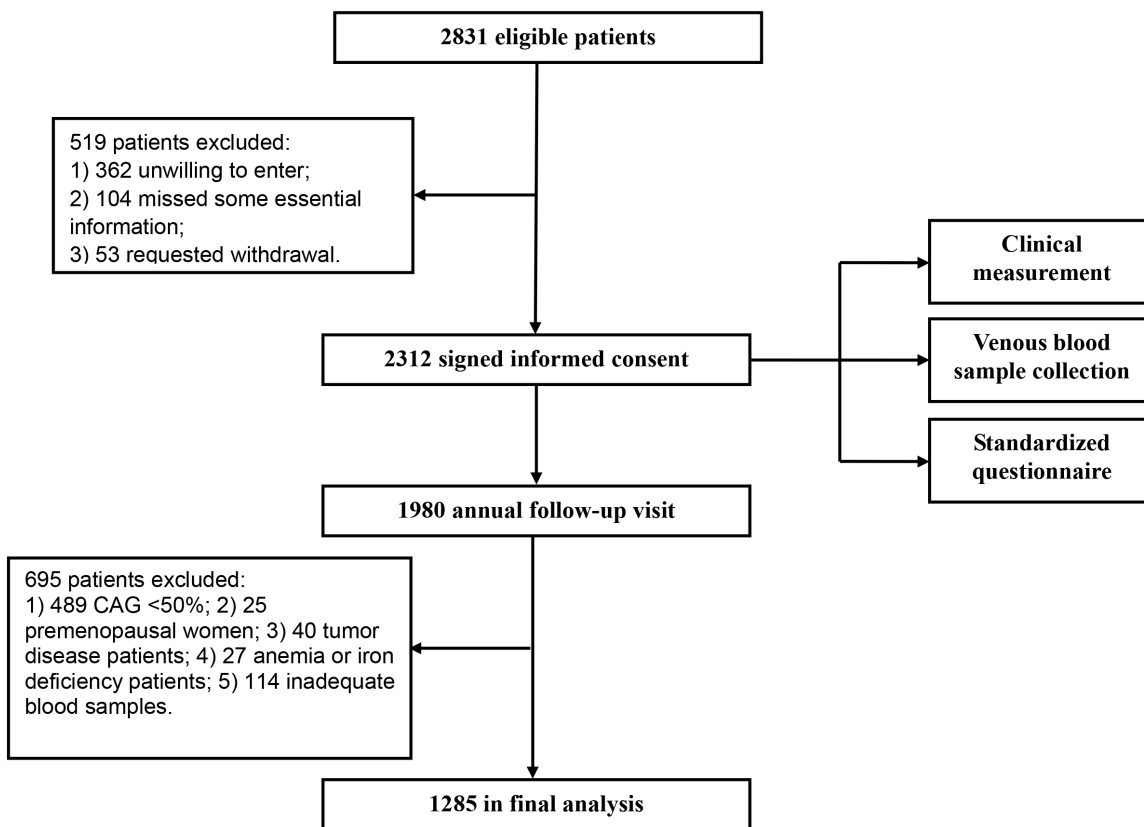 2831 eligible patients
519 patients excluded:
1) 362 unwilling to enter;
2) 104 missed some essential
information;
3) 53 requested withdrawal.
Clinical
measurement
2312 signed informed consent
Venous blood
sample collection
Standardized
questionnaire
1980 annual follow-up visit
695 patients excluded:
1) 489 CAG <50%; 2) 25
premenopausal women; 3) 40 tumor
disease patients; 4) 27 anemia or iron
deficiency patients; 5) 114 inadequate
blood samples.
1285 in final analysis